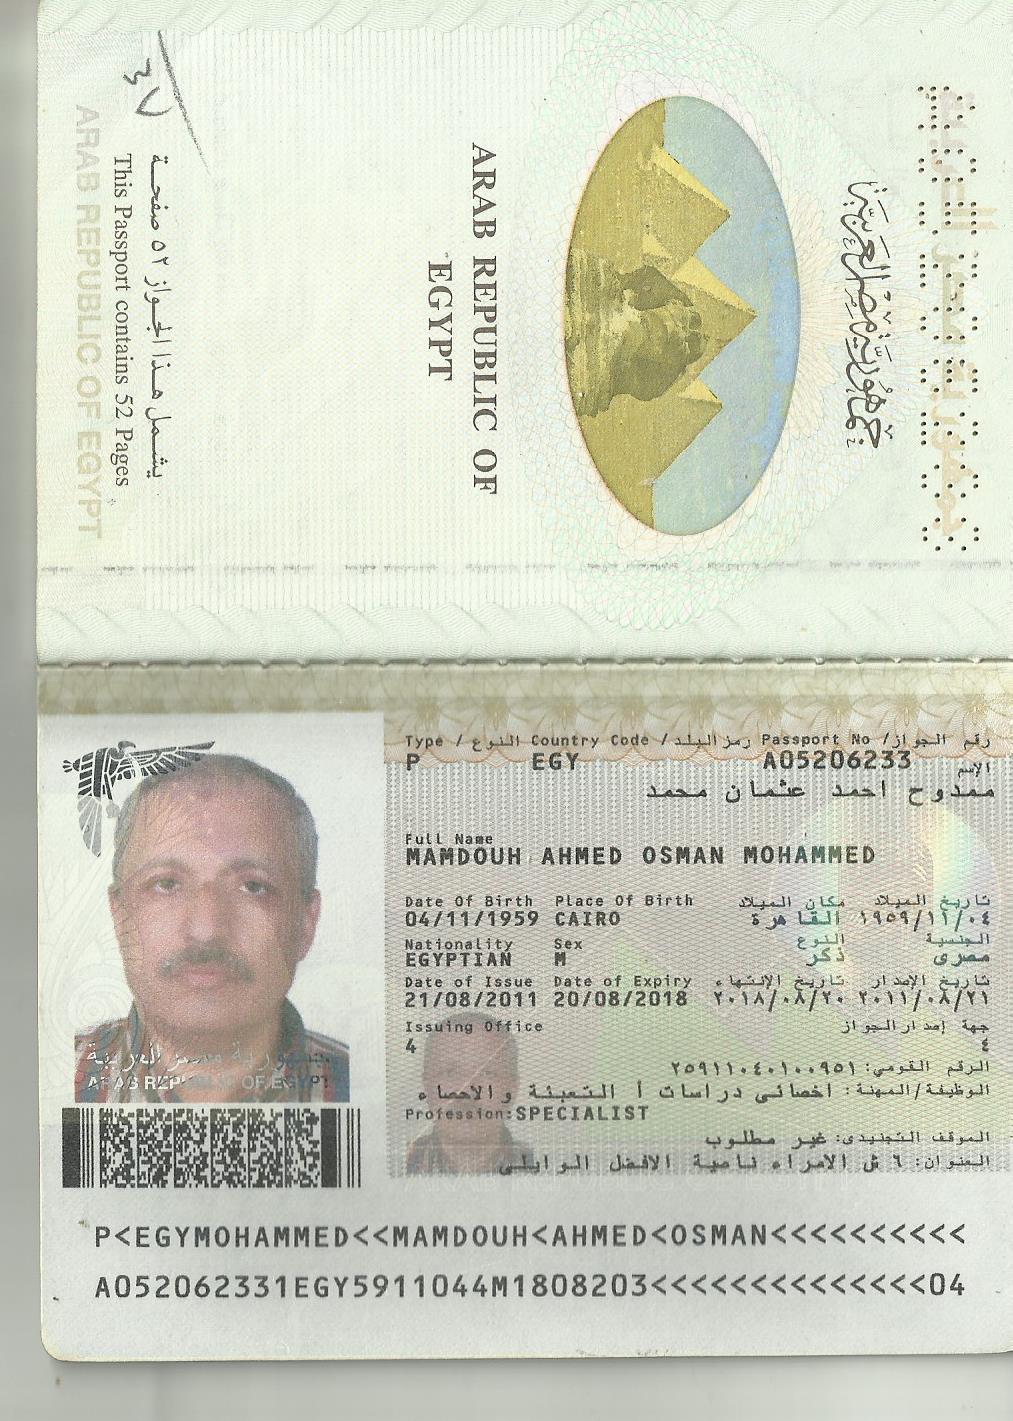 جمهورية مصر العربية
جمهورية مصر العربية
ARAB REPUBLIC OF
EGYPT
يشمل هذا الجواز ٥٢ صفحة
This Passport contains 52 Pages
ARAB REPUBLIC OF EGYPT
Type / النوع Country Code / رمز البلد Passport No / رقم الجواز
P EGY A05206233
الإسم
ممدوح احمد عثمان محمد
Full Name
MAMDOUH AHMED OSMAN MOHAMMED
Date Of Birth Place Of Birth مكان الميلاد تاريخ الميلاد
04/11/1959 CAIRO القاهرة ١٩٥٩/١١/٠٤
Nationality Sex النوع الجنسية
EGYPTIAN M ذكر مصرى
Date of Issue Date of Expiry تاريخ الإنتهاء تاريخ الإصدار
21/08/2011 20/08/2018 ٢٠١٨/٠٨/٢٠ ٢٠١١/٠٨/٢١
Issuing Office جهة إصدار الجواز
4 ٤
الرقم القومى: ٢٥٩١١٠٤٠١٠٠٩٥١
الوظيفة/المهنة: اخصائى دراسات أ التعبئة والاحصاء
Profession:SPECIALIST
الموقف التجنيدى: غير مطلوب
العنوان: ٦ ش الامراء ناصية الافضل الوايلى
جمهورية مصر العربية
ARAB REPUBLIC OF EGYPT
P<EGYMOHAMMED<<MAMDOUH<AHMED<OSMAN<<<<<<<<<<
A052062331EGY5911044M1808203<<<<<<<<<<<<<<04